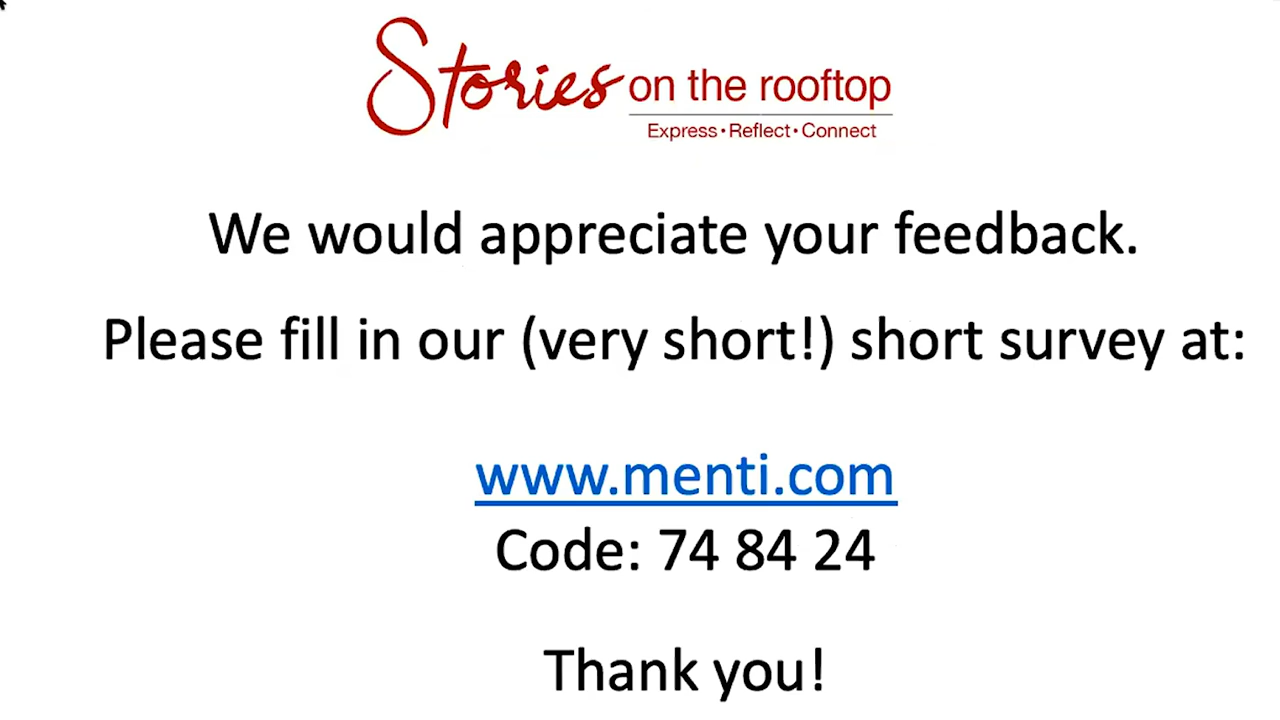 Stories on the rooftop
Express • Reflect • Connect
We would appreciate your feedback.
Please fill in our (very short!) short survey at:
www.menti.com
Code: 74 84 24
Thank you!